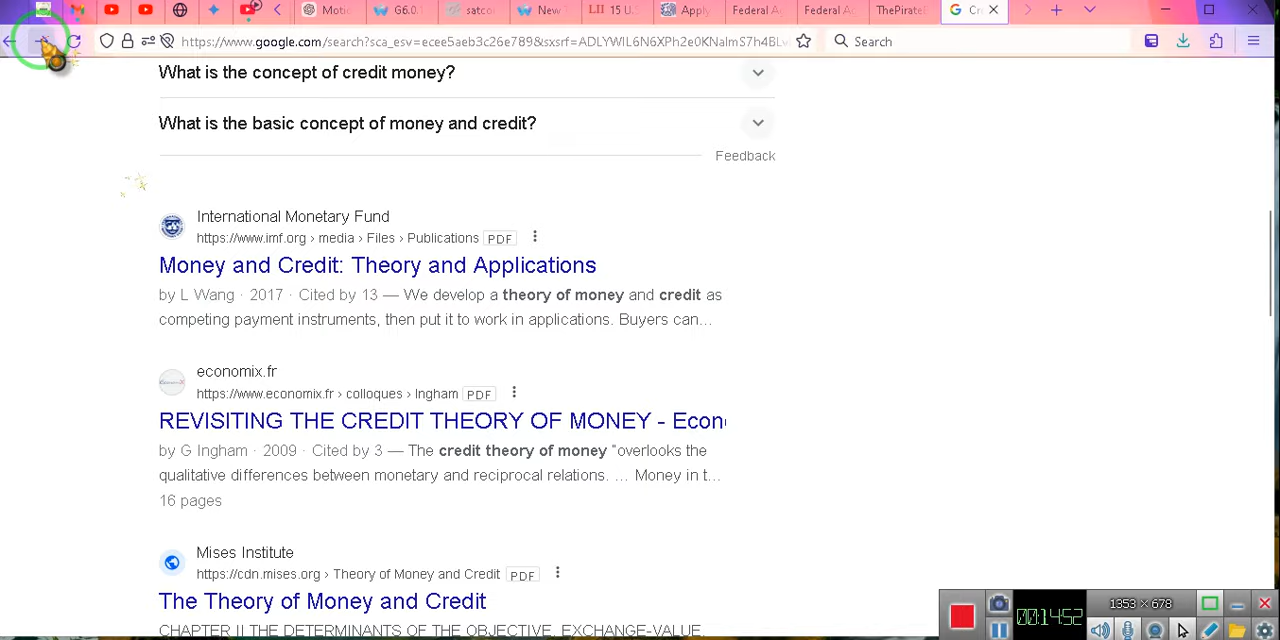 Motic
G6.0.
satco
New
LII 15 U.
Apply
Federal A
Federal A
ThePirate
G
https://www.google.com/search?sca_esv=ecee5aeb3c26e789&sxsrf=ADLYWIL6N6XPh2e0KNalmS7h4BL
Search
What is the concept of credit money?
What is the basic concept of money and credit?
Feedback
International Monetary Fund
https://www.imf.org › media › Files › Publications PDF
Money and Credit: Theory and Applications
by L Wang · 2017 · Cited by 13 — We develop a theory of money and credit as
competing payment instruments, then put it to work in applications. Buyers can...
economix.fr
https://www.economix.fr › colloques › Ingham PDF
REVISITING THE CREDIT THEORY OF MONEY - Econ
by G Ingham · 2009 · Cited by 3 — The credit theory of money "overlooks the
qualitative differences between monetary and reciprocal relations. ... Money in t...
16 pages
Mises Institute
https://cdn.mises.org › Theory of Money and Credit PDF
The Theory of Money and Credit
CHAPTER II THE DETERMINANTS OF THE OBJECTIVE, EXCHANGE-VALUE,
1353 × 678
00:14:52